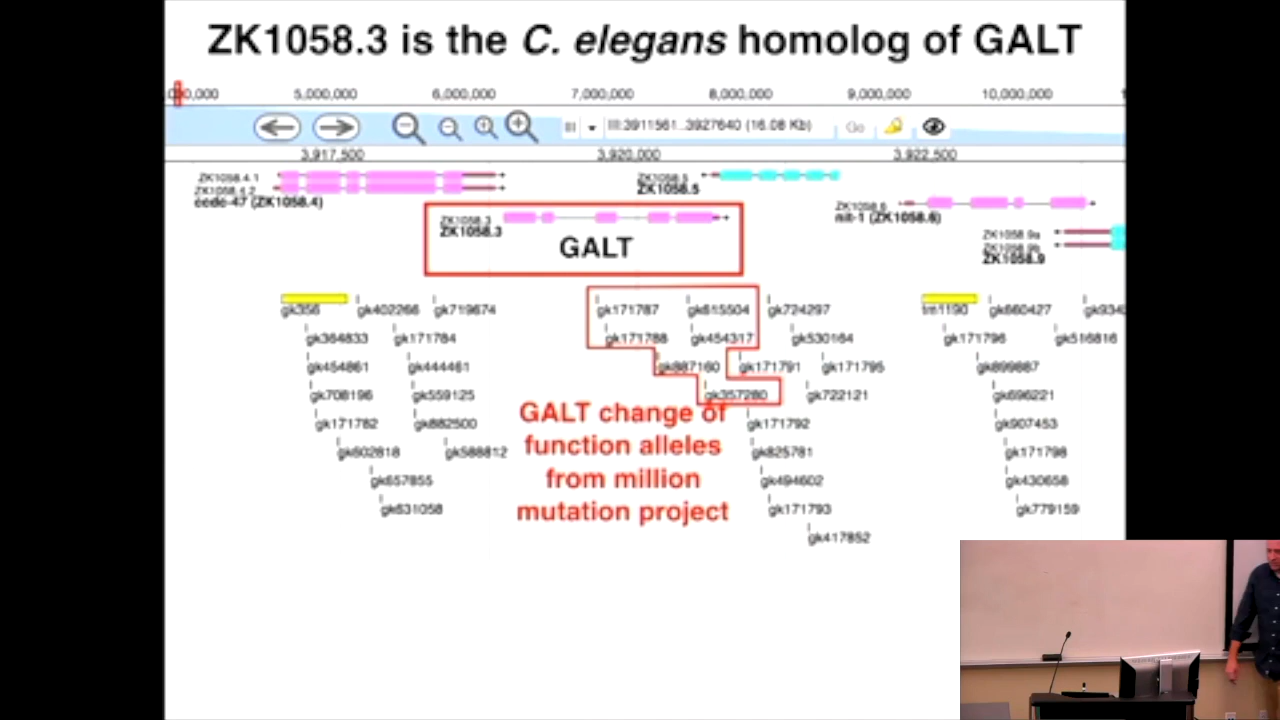 ZK1058.3 is the C. elegans homolog of GALT
5,000,000 6,000,000 7,000,000 8,000,000 9,000,000 10,000,000
III III:3911561..3927640 (16.08 Kb) Go
3,917,500 3,920,000 3,922,500
ZK1058.4.1
ZK1058.4.2
ccdc-47 (ZK1058.4)
ZK1058.5
ZK1058.5
ZK1058.3
ZK1058.3
GALT
ZK1058.6
nit-1 (ZK1058.6)
ZK1058.9a
ZK1058.9b
ZK1058.9
gk356 gk402266 gk719674 gk171787 gk615504 gk724297 tm1190 gk660427
gk364833 gk171784 gk171788 gk454317 gk530164 gk171796 gk516816
gk454861 gk444461 gk887160 gk171791 gk171795 gk899887
gk708196 gk559125 gk357280 gk722121 gk696221
gk171782 gk882500 gk171792 gk907453
gk602818 gk588812 gk825781 gk171798
gk657855 gk494602 gk430658
gk631058 gk171793 gk779159
gk417852
GALT change of
function alleles
from million
mutation project